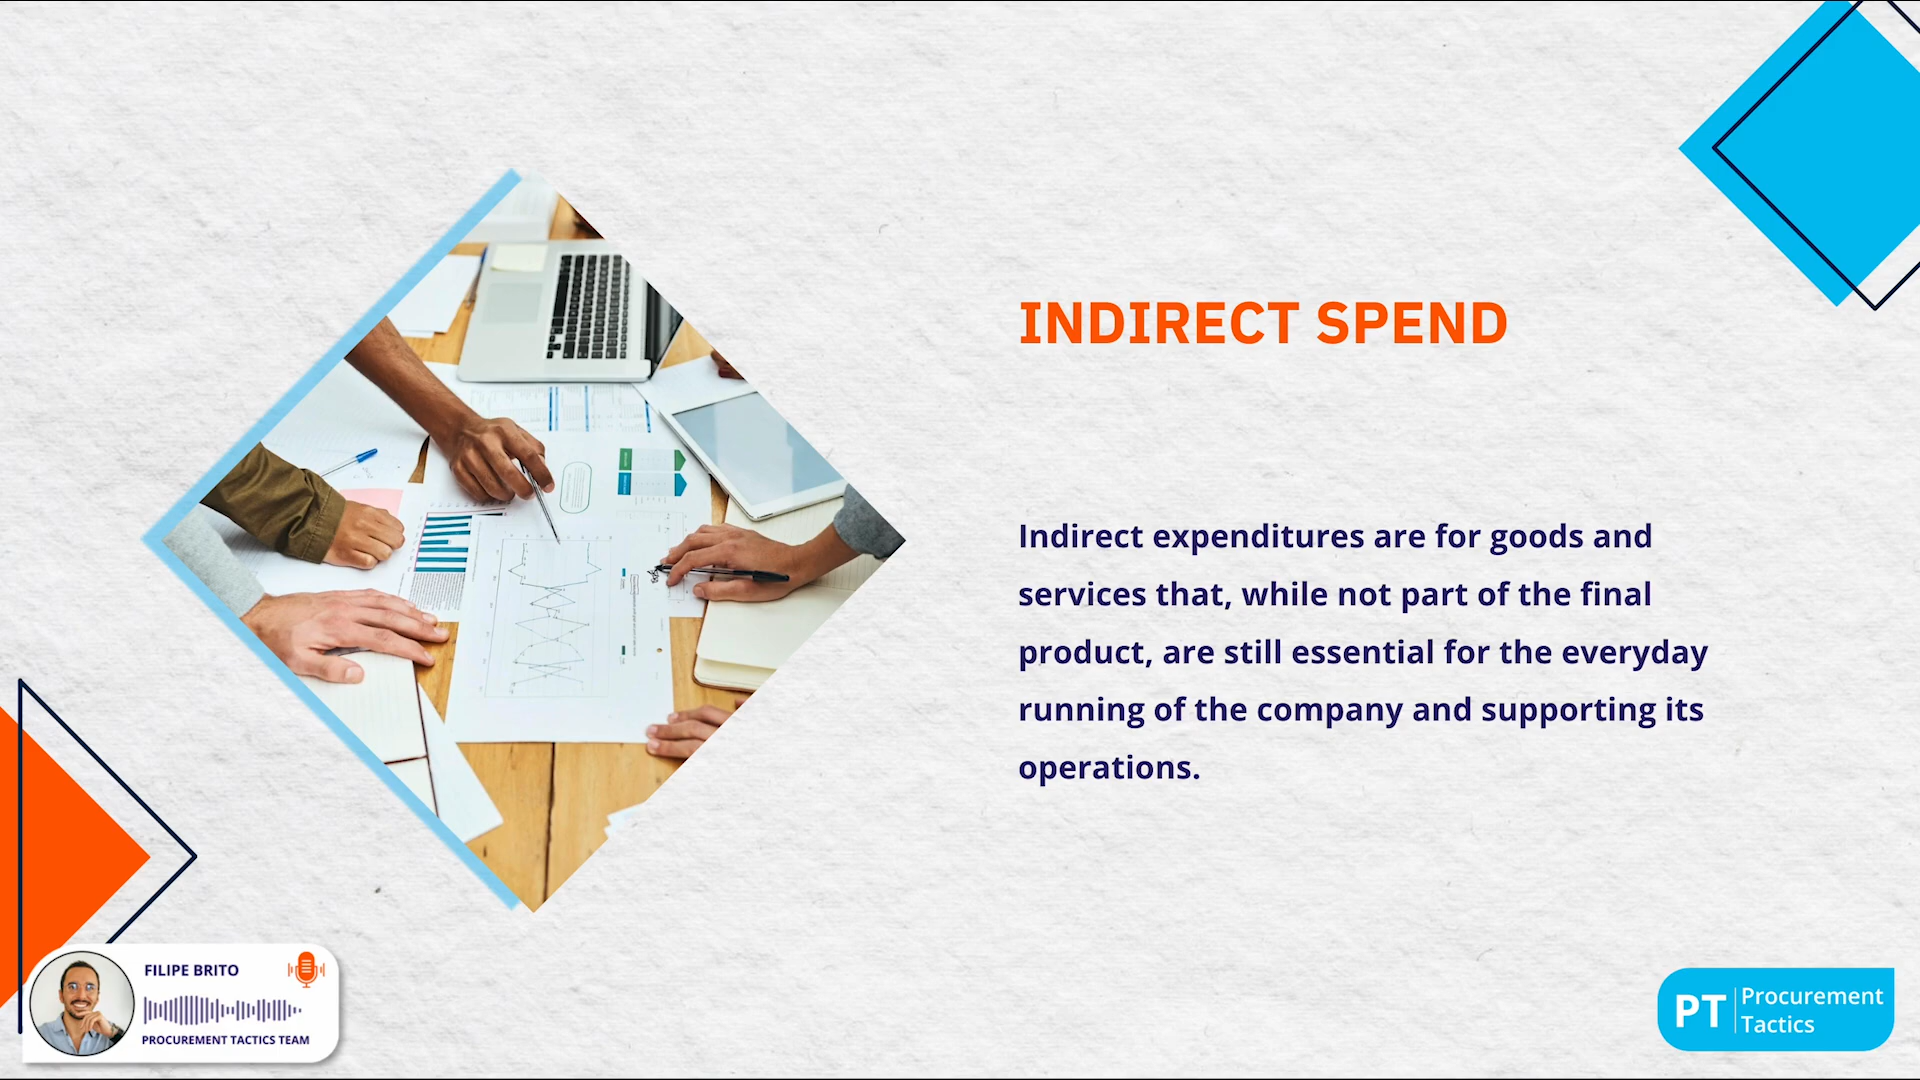 INDIRECT SPEND
Indirect expenditures are for goods and
services that, while not part of the final
product, are still essential for the everyday
running of the company and supporting its
operations.
FILIPE BRITO
PROCUREMENT TACTICS TEAM
PT Procurement
Tactics